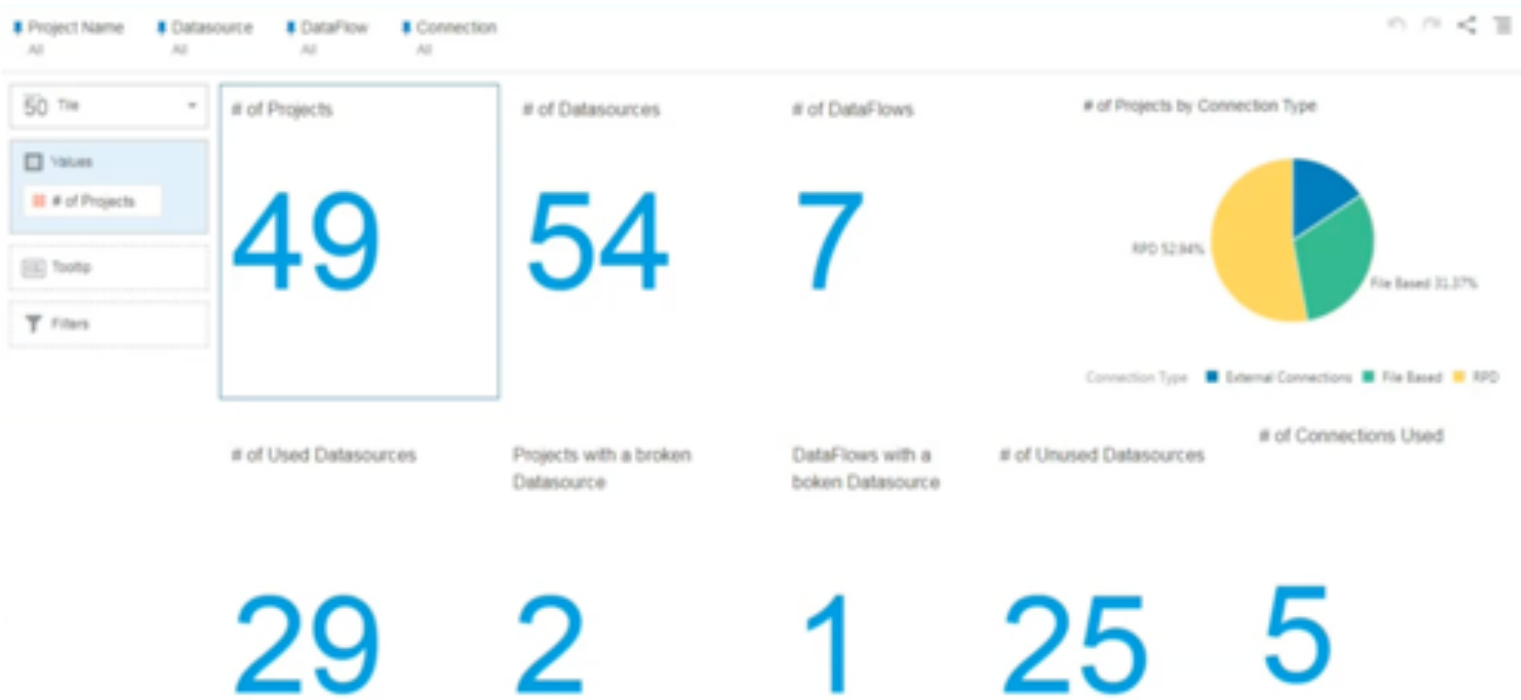 Project Name
All
Datasource
All
DataFlow
All
Connection
All
50 Tile
Values
# of Projects
Tooltip
Filters
# of Projects
49
# of Datasources
54
# of DataFlows
7
# of Projects by Connection Type
RPD 52.94%
File Based 31.37%
Connection Type External Connections File Based RPD
# of Used Datasources
29
Projects with a broken
Datasource
2
DataFlows with a
boken Datasource
1
# of Unused Datasources
25
# of Connections Used
5